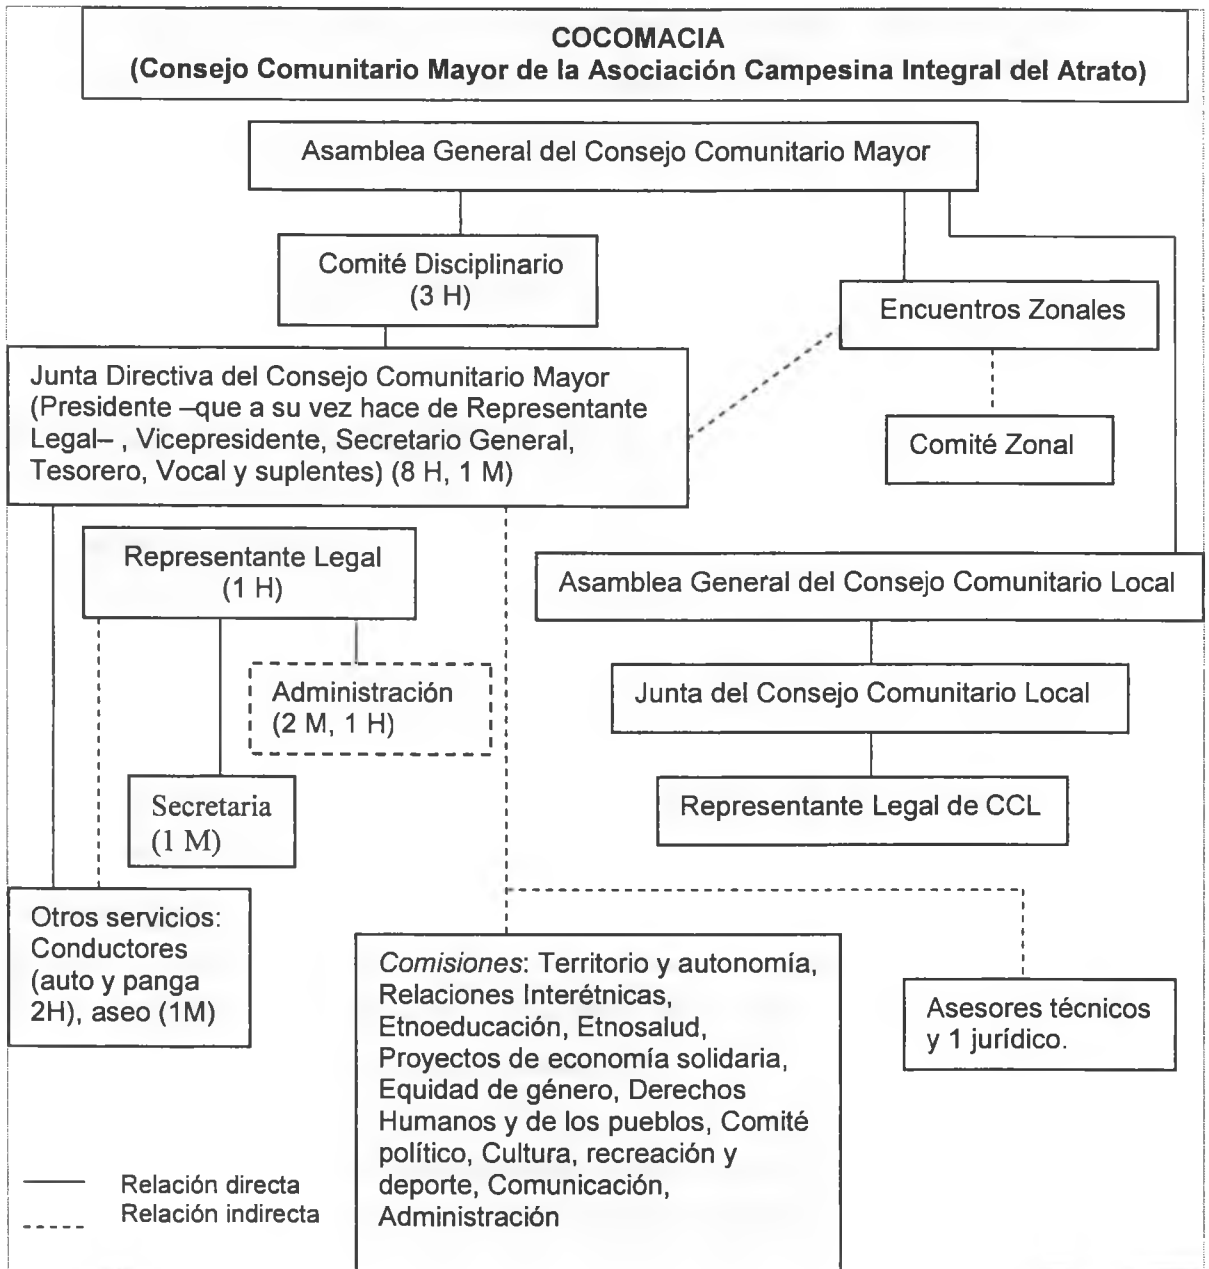 COCOMACIA
(Consejo Comunitario Mayor de la Asociación Campesina Integral del Atrato)
Asamblea General del Consejo Comunitario Mayor
Comité Disciplinario
(3 H)
Encuentros Zonales
Junta Directiva del Consejo Comunitario Mayor
(Presidente –que a su vez hace de Representante
Legal– , Vicepresidente, Secretario General,
Tesorero, Vocal y suplentes) (8 H, 1 M)
Comité Zonal
Representante Legal
(1 H)
Asamblea General del Consejo Comunitario Local
Administración
(2 M, 1 H)
Junta del Consejo Comunitario Local
Secretaria
(1 M)
Representante Legal de CCL
Otros servicios:
Conductores
(auto y panga
2H), aseo (1M)
Comisiones: Territorio y autonomía,
Relaciones Interétnicas,
Etnoeducación, Etnosalud,
Proyectos de economía solidaria,
Equidad de género, Derechos
Humanos y de los pueblos, Comité
político, Cultura, recreación y
deporte, Comunicación,
Administración
Asesores técnicos
y 1 jurídico.
Relación directa
Relación indirecta